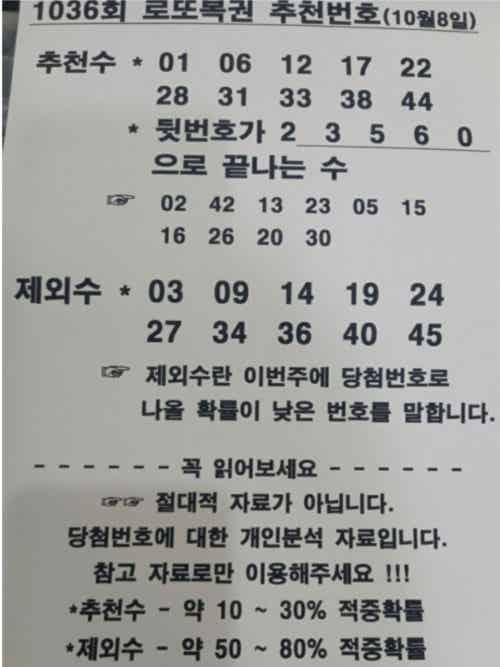 1036회 로또복권 추천번호(10월8일)
추천수 * 01 06 12 17 22
28 31 33 38 44
* 뒷번호가 2 3 5 6 0
으로 끝나는 수
☞ 02 42 13 23 05 15
16 26 20 30
제외수 * 03 09 14 19 24
27 34 36 40 45
☞ 제외수란 이번주에 당첨번호로
나올 확률이 낮은 번호를 말합니다.
- - - - - - 꼭 읽어보세요 - - - - - -
☞☞ 절대적 자료가 아닙니다.
당첨번호에 대한 개인분석 자료입니다.
참고 자료로만 이용해주세요 !!!
*추천수 - 약 10 ~ 30% 적중확률
*제외수 - 약 50 ~ 80% 적중확률